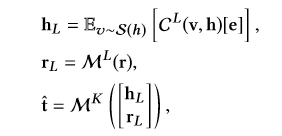 h_L = 𝔼_{v∼𝒮(h)} [𝒞^L(v, h)[e]],
r_L = ℳ^L(r),
t̂ = ℳ^K ([h_L r_L]),